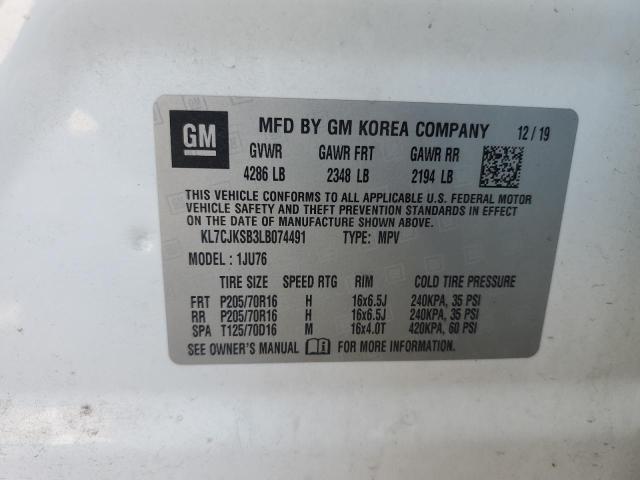 GM MFD BY GM KOREA COMPANY 12/19
GVWR GAWR FRT GAWR RR
4286 LB 2348 LB 2194 LB
THIS VEHICLE CONFORMS TO ALL APPLICABLE U.S. FEDERAL MOTOR
VEHICLE SAFETY AND THEFT PREVENTION STANDARDS IN EFFECT
ON THE DATE OF MANUFACTURE SHOWN ABOVE.
KL7CJKSB3LB074491 TYPE: MPV
MODEL: 1JU76
TIRE SIZE SPEED RTG RIM COLD TIRE PRESSURE
FRT P205/70R16 H 16x6.5J 240KPA, 35 PSI
RR P205/70R16 H 16x6.5J 240KPA, 35 PSI
SPA T125/70D16 M 16x4.0T 420KPA, 60 PSI
SEE OWNER'S MANUAL FOR MORE INFORMATION.